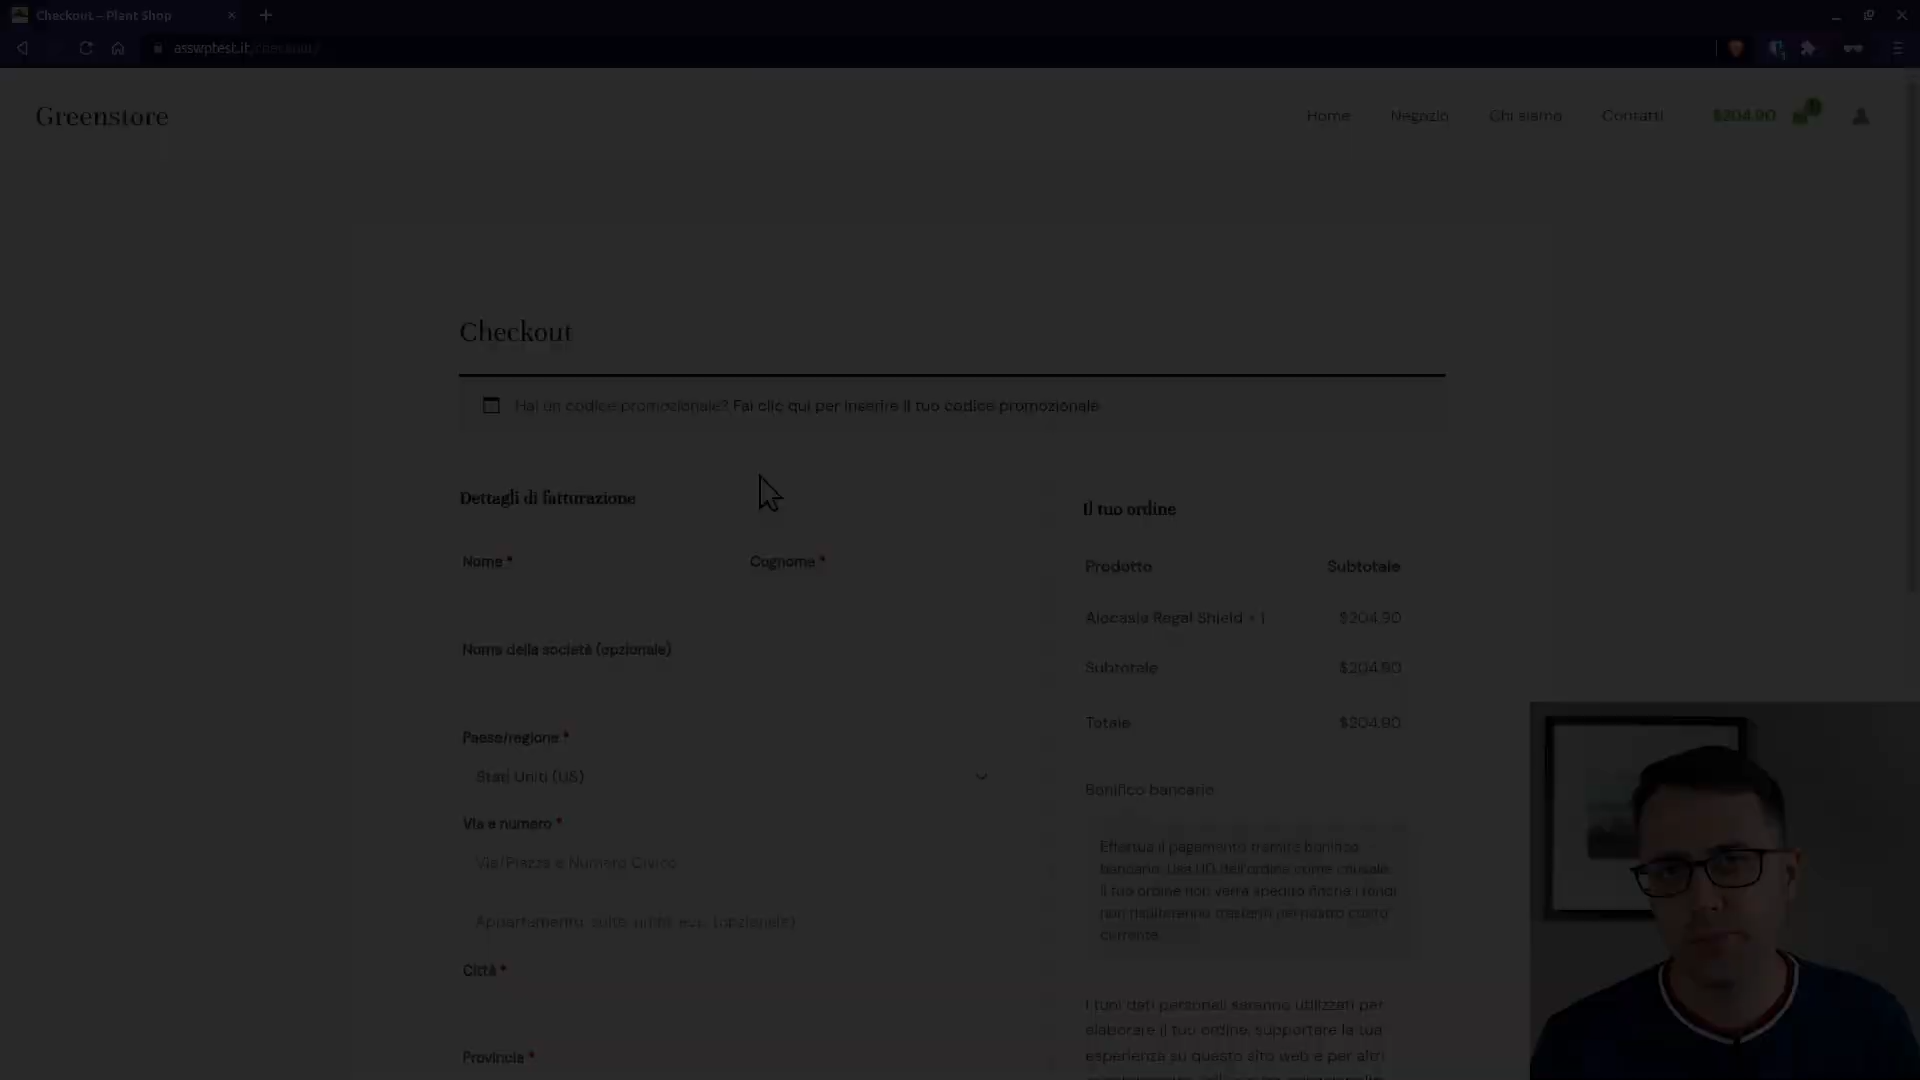 Checkout – Plant Shop
asswptest.it/checkout/
Greenstore
Home
Negozio
Chi siamo
Contatti
$204.90
1
Checkout
Hai un codice promozionale? Fai clic qui per inserire il tuo codice promozionale
Dettagli di fatturazione
Nome *
Cognome *
Nome della società (opzionale)
Paese/regione *
Stati Uniti (US)
Via e numero *
Via/Piazza e Numero Civico
Appartamento, suite, unità, ecc. (opzionale)
Città *
Provincia *
Il tuo ordine
Prodotto Subtotale
Alocasia Regal Shield × 1 $204.90
Subtotale $204.90
Totale $204.90
Bonifico bancario
Effettua il pagamento tramite bonifico
bancario. Usa l'ID dell'ordine come causale.
Il tuo ordine non verrà spedito finché i fondi
non risulteranno trasferiti nel nostro conto
corrente.
I tuoi dati personali saranno utilizzati per
elaborare il tuo ordine, supportare la tua
esperienza su questo sito web e per altri